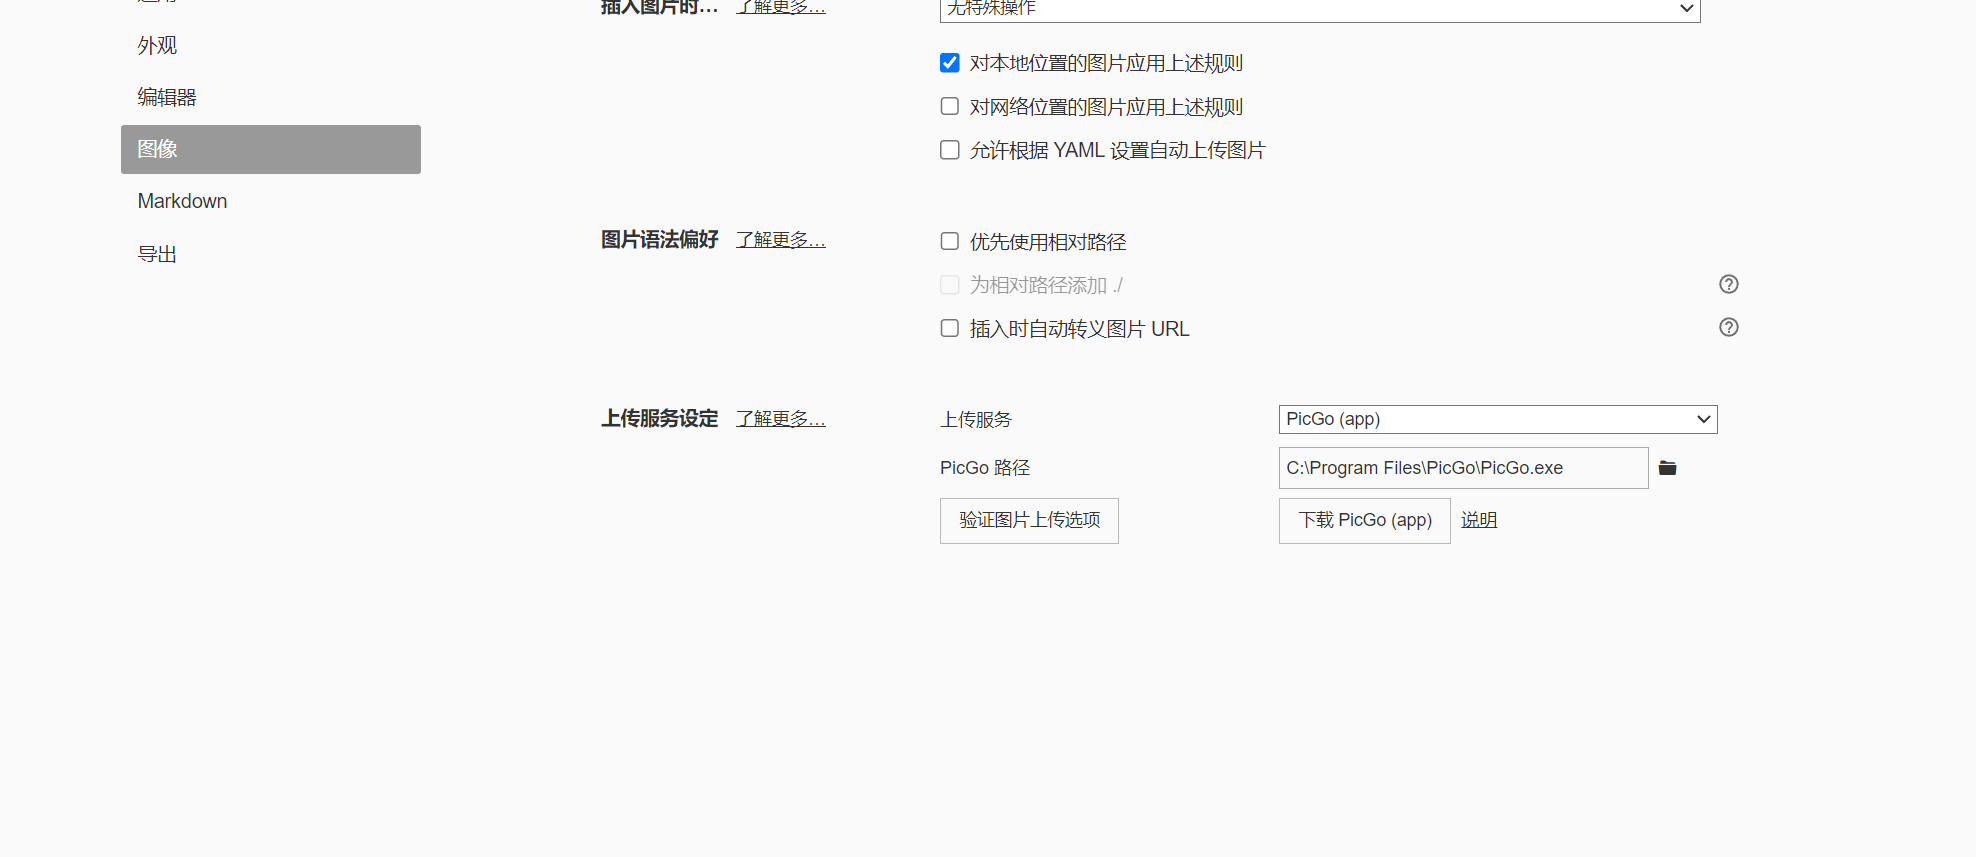 外观
编辑器
图像
Markdown
导出
插入图片时... 了解更多... 无特殊操作
对本地位置的图片应用上述规则
对网络位置的图片应用上述规则
允许根据 YAML 设置自动上传图片
图片语法偏好 了解更多... 优先使用相对路径
为相对路径添加 ./
插入时自动转义图片 URL
上传服务设定 了解更多... 上传服务 PicGo (app)
PicGo 路径 C:\Program Files\PicGo\PicGo.exe
验证图片上传选项 下载 PicGo (app) 说明